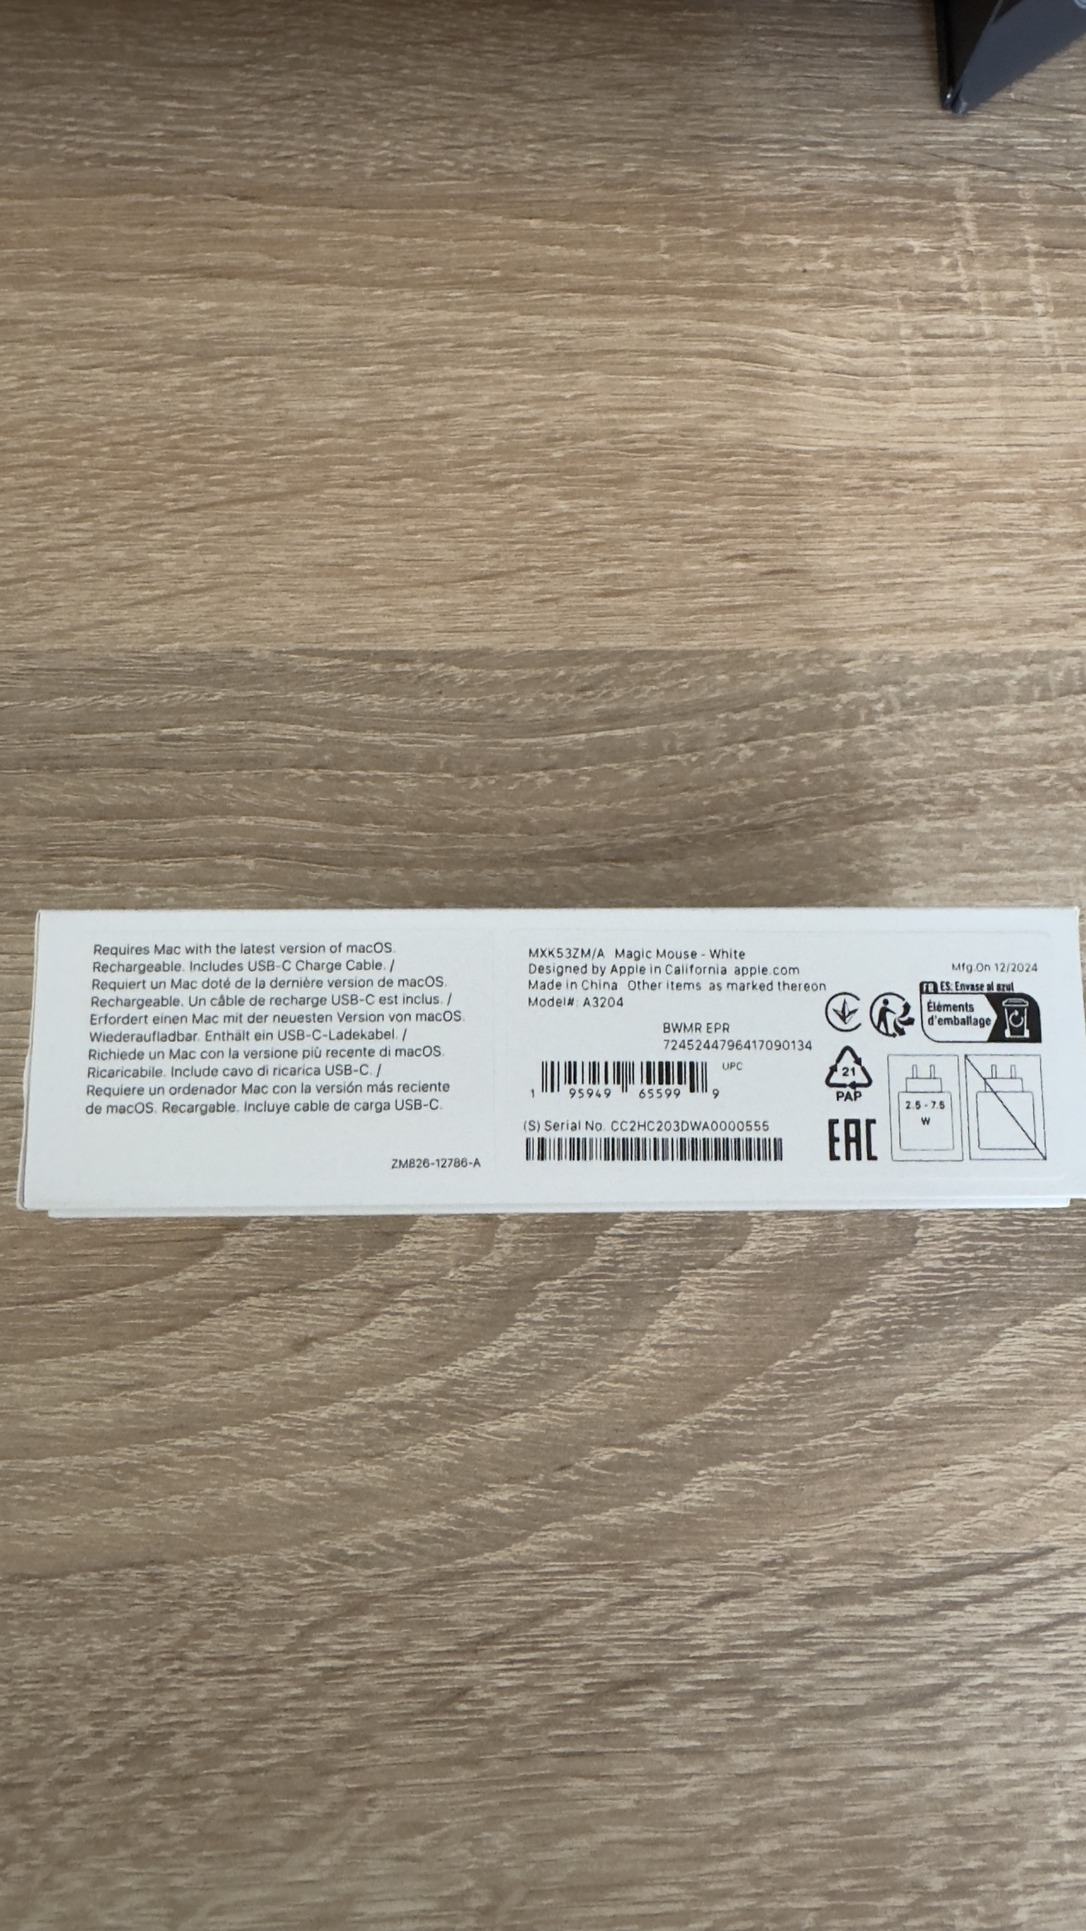 Requires Mac with the latest version of macOS.
Rechargeable. Includes USB-C Charge Cable. /
Requiert un Mac doté de la dernière version de macOS.
Rechargeable. Un câble de recharge USB-C est inclus. /
Erfordert einen Mac mit der neuesten Version von macOS.
Wiederaufladbar. Enthält ein USB-C-Ladekabel. /
Richiede un Mac con la versione più recente di macOS.
Ricaricabile. Include cavo di ricarica USB-C. /
Requiere un ordenador Mac con la versión más reciente
de macOS. Recargable. Incluye cable de carga USB-C.
ZM826-12786-A
MXK53ZM/A Magic Mouse - White
Designed by Apple in California apple.com
Made in China Other items as marked thereon
Model#: A3204
BWMR EPR
7245244796417090134
UPC
1 95949 65599 9
(S) Serial No. CC2HC203DWA0000555
Mfg.On 12/2024
FR ES: Envase al azul
Éléments
d'emballage
21
PAP
EAC
2.5 - 7.5
W